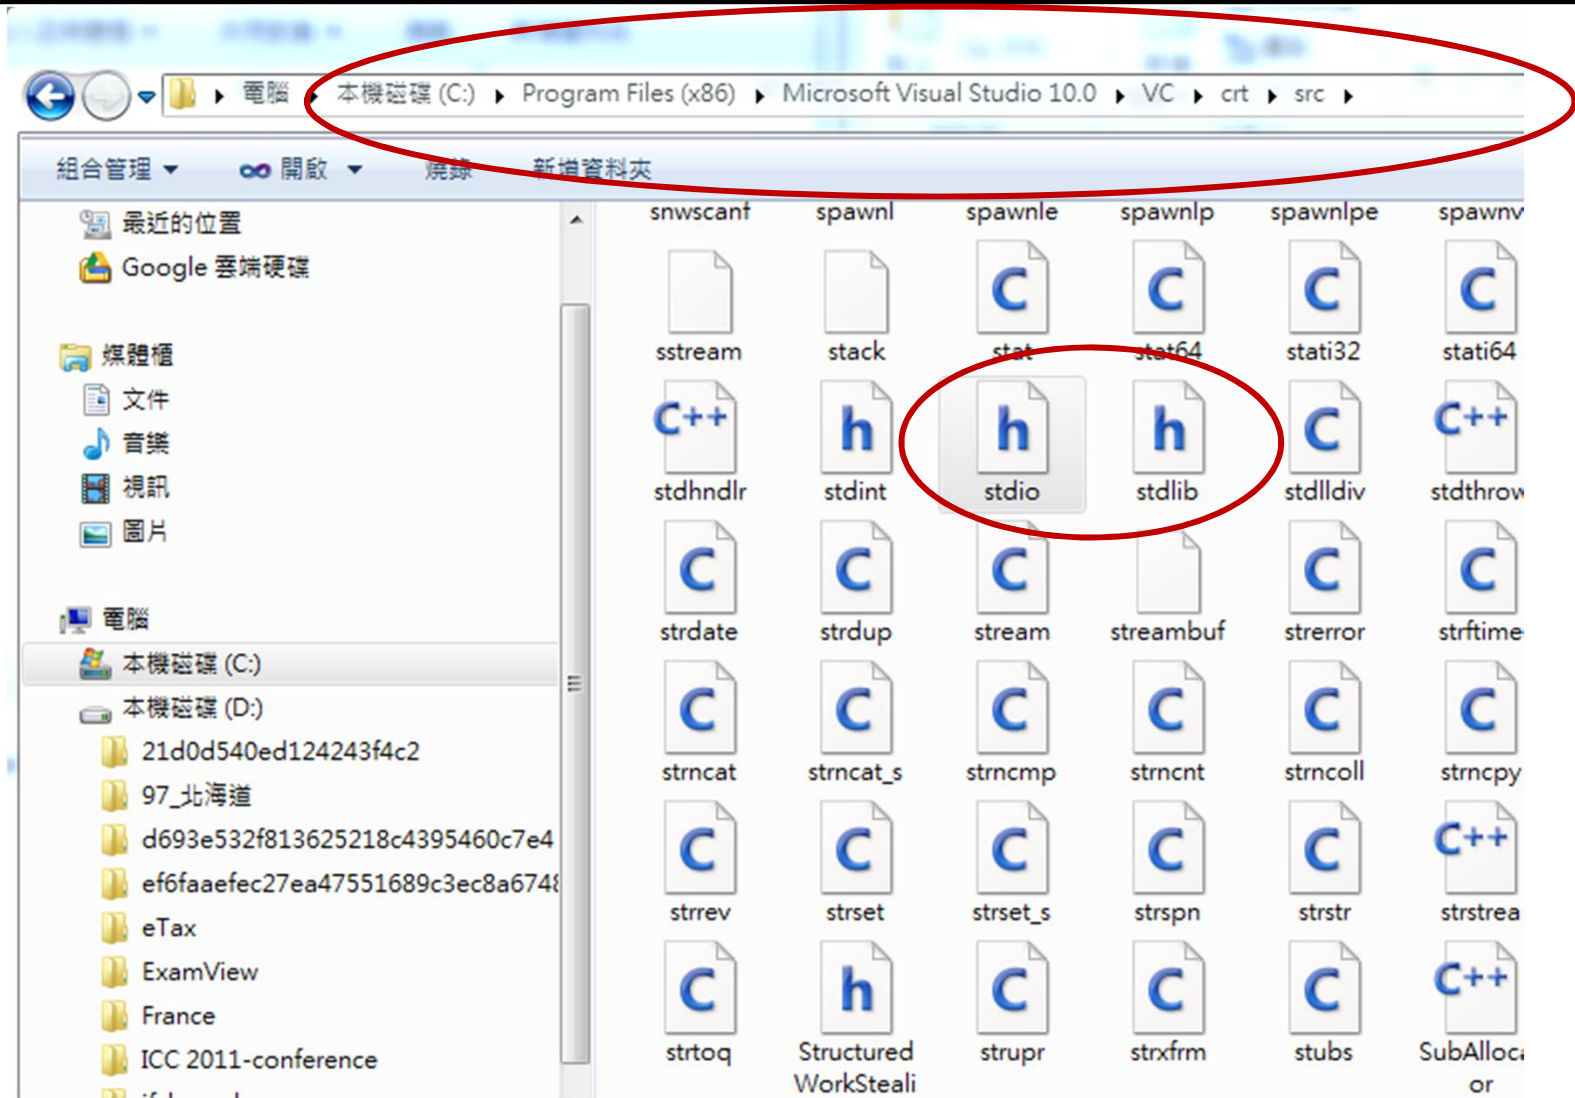 電腦 本機磁碟 (C:) Program Files (x86) Microsoft Visual Studio 10.0 VC crt src
組合管理 開啟 燒錄 新增資料夾
最近的位置
Google 雲端硬碟
媒體櫃
文件
音樂
視訊
圖片
電腦
本機磁碟 (C:)
本機磁碟 (D:)
21d0d540ed124243f4c2
97_北海道
d693e532f813625218c4395460c7e4
ef6faaefec27ea47551689c3ec8a6748
eTax
ExamView
France
ICC 2011-conference
snwscanf spawnl spawnle spawnlp spawnlpe spawnv
C C C C
sstream stack stat stat64 stati32 stati64
C++ h h h C C++
stdhndlr stdint stdio stdlib stdlldiv stdthrow
C C C C C
strdate strdup stream streambuf strerror strftime
C C C C C C
strncat strncat_s strncmp strncnt strncoll strncpy
C C C C C C++
strrev strset strset_s strspn strstr strstrea
C h C C C C++
strtoq Structured strupr strxfrm stubs SubAlloca
WorkSteali or